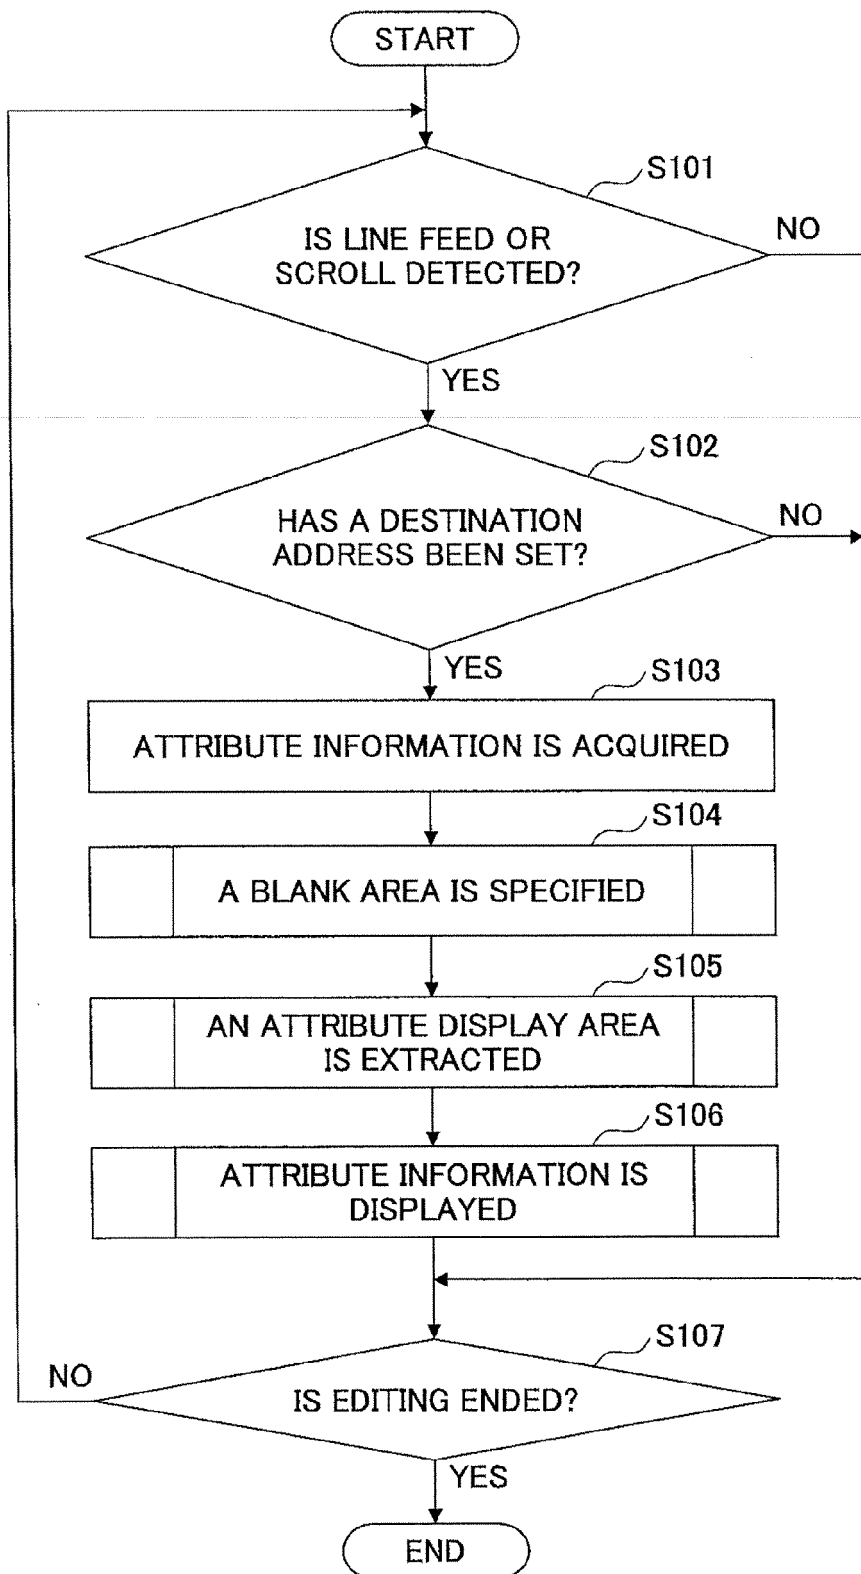 START
S101
IS LINE FEED OR
SCROLL DETECTED?
NO
YES
S102
HAS A DESTINATION
ADDRESS BEEN SET?
NO
YES
S103
ATTRIBUTE INFORMATION IS ACQUIRED
S104
A BLANK AREA IS SPECIFIED
S105
AN ATTRIBUTE DISPLAY AREA
IS EXTRACTED
S106
ATTRIBUTE INFORMATION IS
DISPLAYED
S107
NO
IS EDITING ENDED?
YES
END